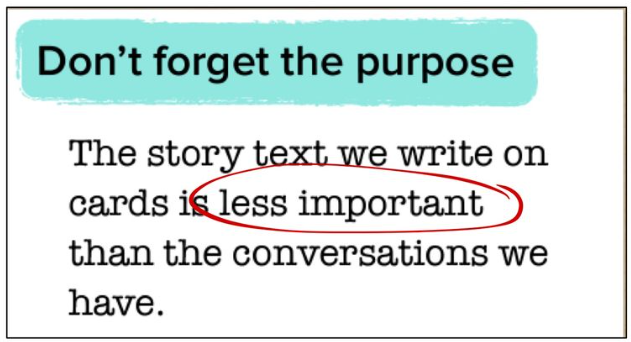 Don’t forget the purpose
The story text we write on
cards is less important
than the conversations we
have.